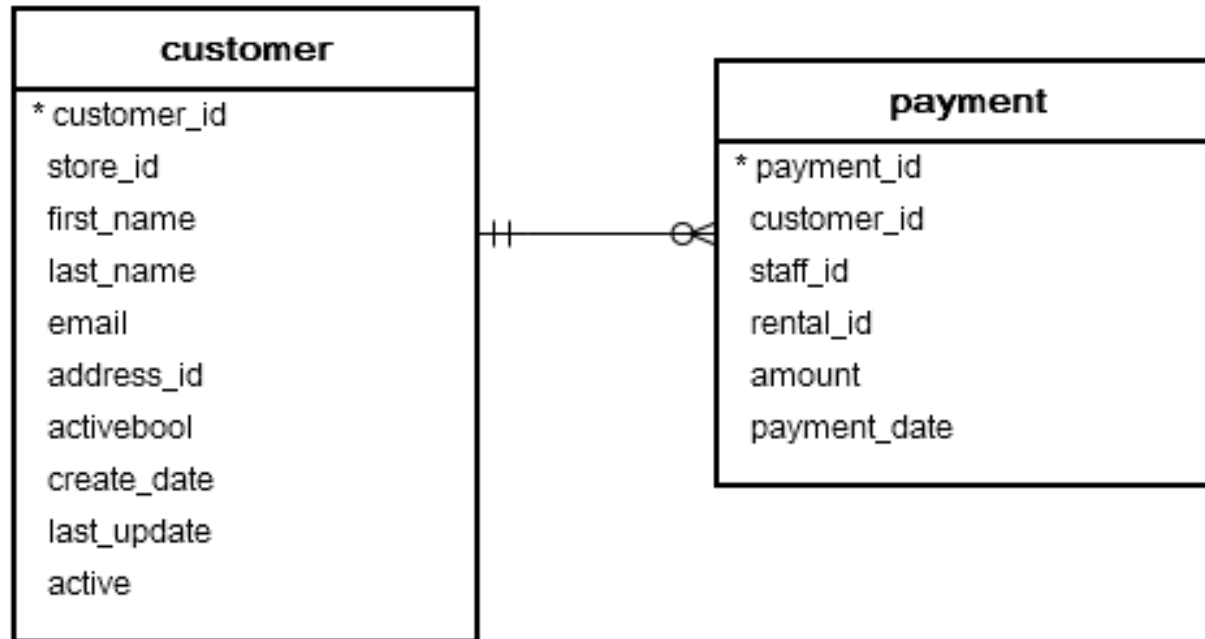 customer
* customer_id
store_id
first_name
last_name
email
address_id
activebool
create_date
last_update
active
payment
* payment_id
customer_id
staff_id
rental_id
amount
payment_date